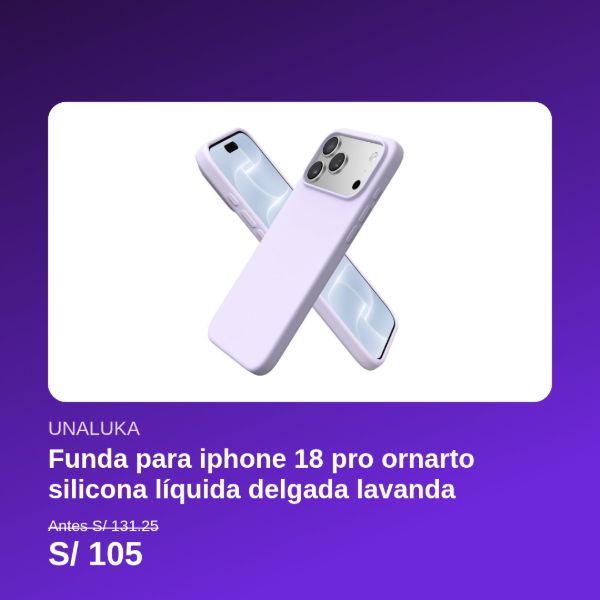 UNALUKA
Funda para iphone 18 pro ornarto
silicona líquida delgada lavanda
Antes S/ 131.25
S/ 105